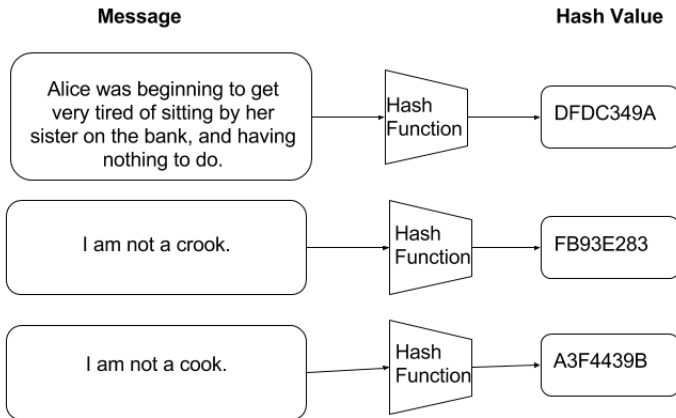 Message
Hash Value
Alice was beginning to get
very tired of sitting by her
sister on the bank, and having
nothing to do.
Hash
Function
DFDC349A
I am not a crook.
Hash
Function
FB93E283
I am not a cook.
Hash
Function
A3F4439B